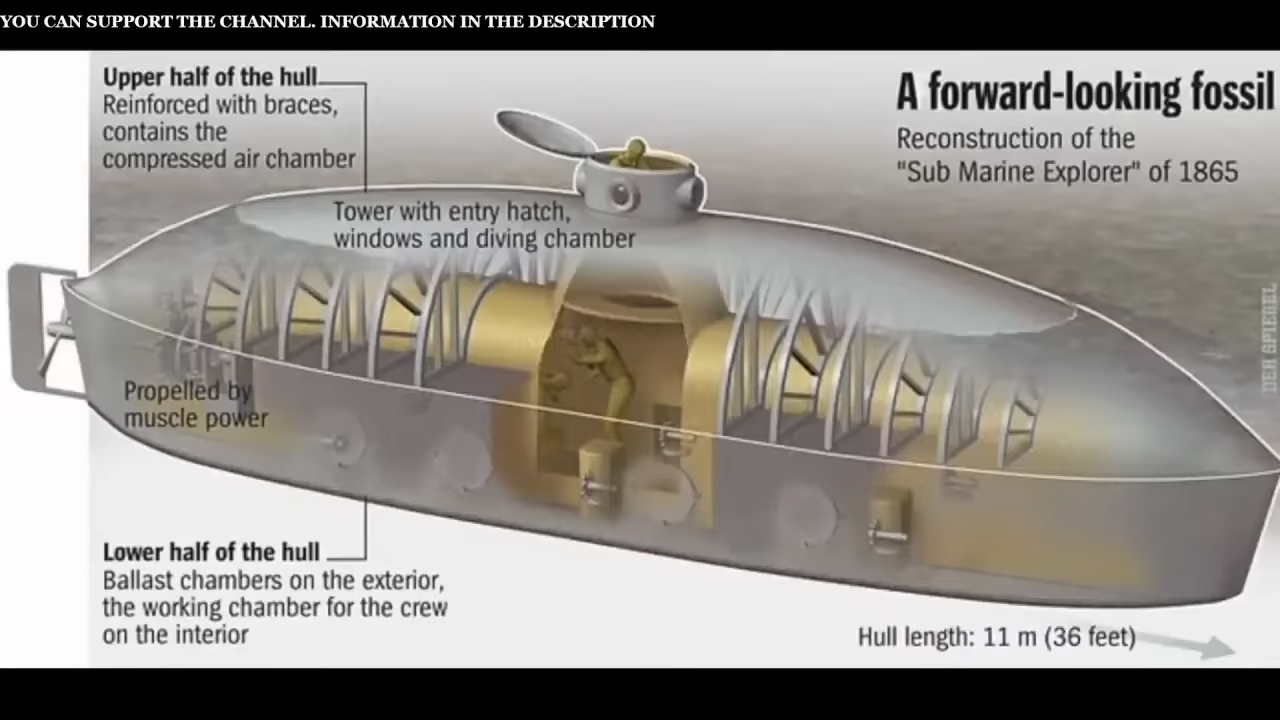 YOU CAN SUPPORT THE CHANNEL. INFORMATION IN THE DESCRIPTION
Upper half of the hull
Reinforced with braces,
contains the
compressed air chamber
A forward-looking fossil
Reconstruction of the
"Sub Marine Explorer" of 1865
Tower with entry hatch,
windows and diving chamber
DER SPIEGEL
Propelled by
muscle power
Lower half of the hull
Ballast chambers on the exterior,
the working chamber for the crew
on the interior
Hull length: 11 m (36 feet)